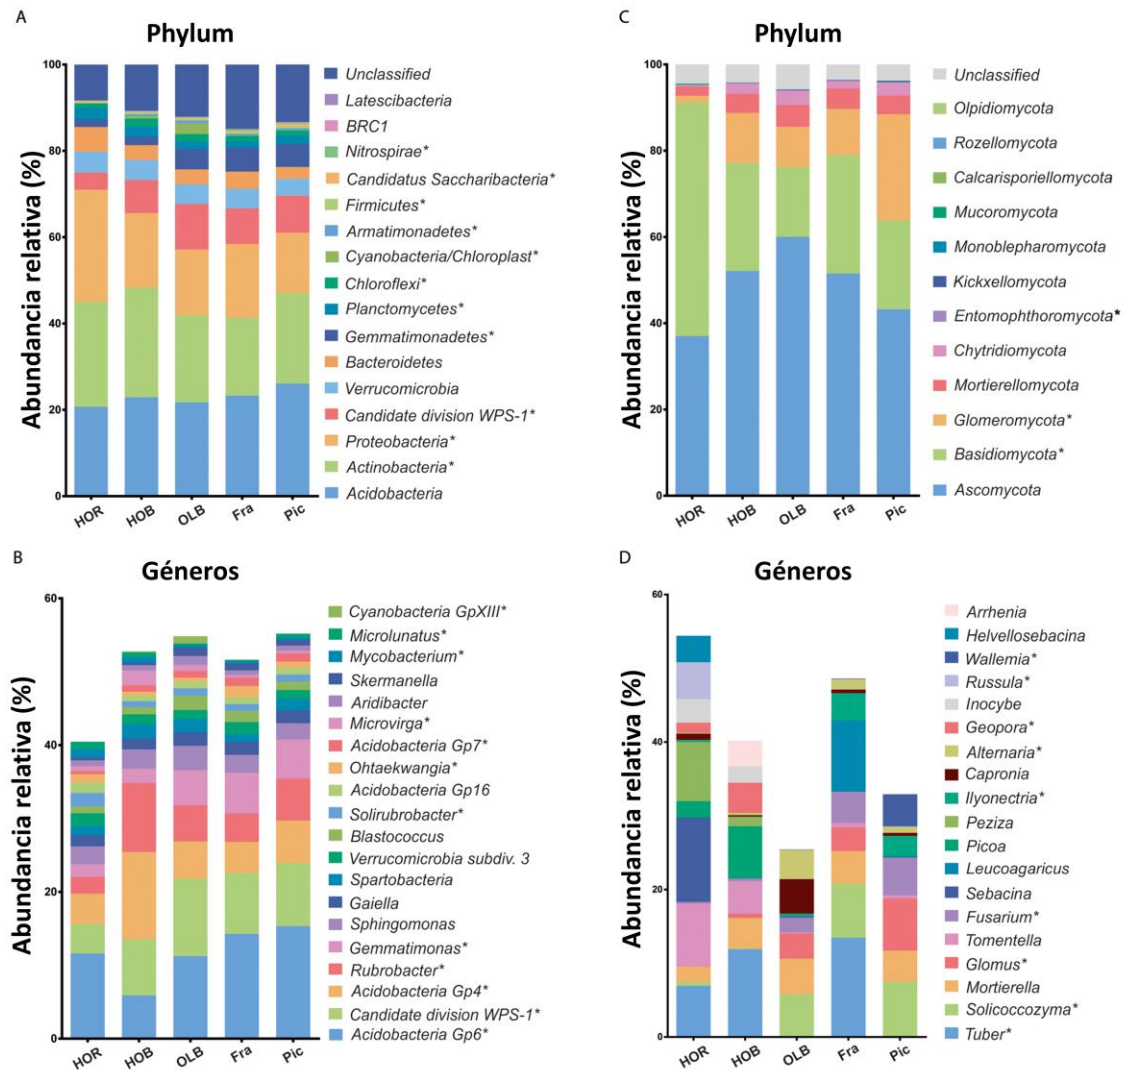 A
Phylum
Abundancia relativa (%)
100
80
60
40
20
0
HOR
HOB
OLB
Fra
Pic
Unclassified
Latescibacteria
BRC1
Nitrospirae*
Candidatus Saccharibacteria*
Firmicutes*
Armatimonadetes*
Cyanobacteria/Chloroplast*
Chloroflexi*
Planctomycetes*
Gemmatimonadetes*
Bacteroidetes
Verrucomicrobia
Candidate division WPS-1*
Proteobacteria*
Actinobacteria*
Acidobacteria
C
Phylum
Abundancia relativa (%)
100
80
60
40
20
0
HOR
HOB
OLB
Fra
Pic
Unclassified
Olpidiomycota
Rozellomycota
Calcarisporiellomycota
Mucoromycota
Monoblepharomycota
Kickxellomycota
Entomophthoromycota*
Chytridiomycota
Mortierellomycota
Glomeromycota*
Basidiomycota*
Ascomycota
B
Géneros
Abundancia relativa (%)
60
40
20
0
HOR
HOB
OLB
Fra
Pic
Cyanobacteria GpXIII*
Microlunatus*
Mycobacterium*
Skermanella
Aridibacter
Microvirga*
Acidobacteria Gp7*
Ohtaekwangia*
Acidobacteria Gp16
Solirubrobacter*
Blastococcus
Verrucomicrobia subdiv. 3
Spartobacteria
Gaiella
Sphingomonas
Gemmatimonas*
Rubrobacter*
Acidobacteria Gp4*
Candidate division WPS-1*
Acidobacteria Gp6*
D
Géneros
Abundancia relativa (%)
60
40
20
0
HOR
HOB
OLB
Fra
Pic
Arrhenia
Helvellosebacina
Wallemia*
Russula*
Inocybe
Geopora*
Alternaria*
Capronia
Ilyonectria*
Peziza
Picoa
Leucoagaricus
Sebacina
Fusarium*
Tomentella
Glomus*
Mortierella
Solicoccozyma*
Tuber*